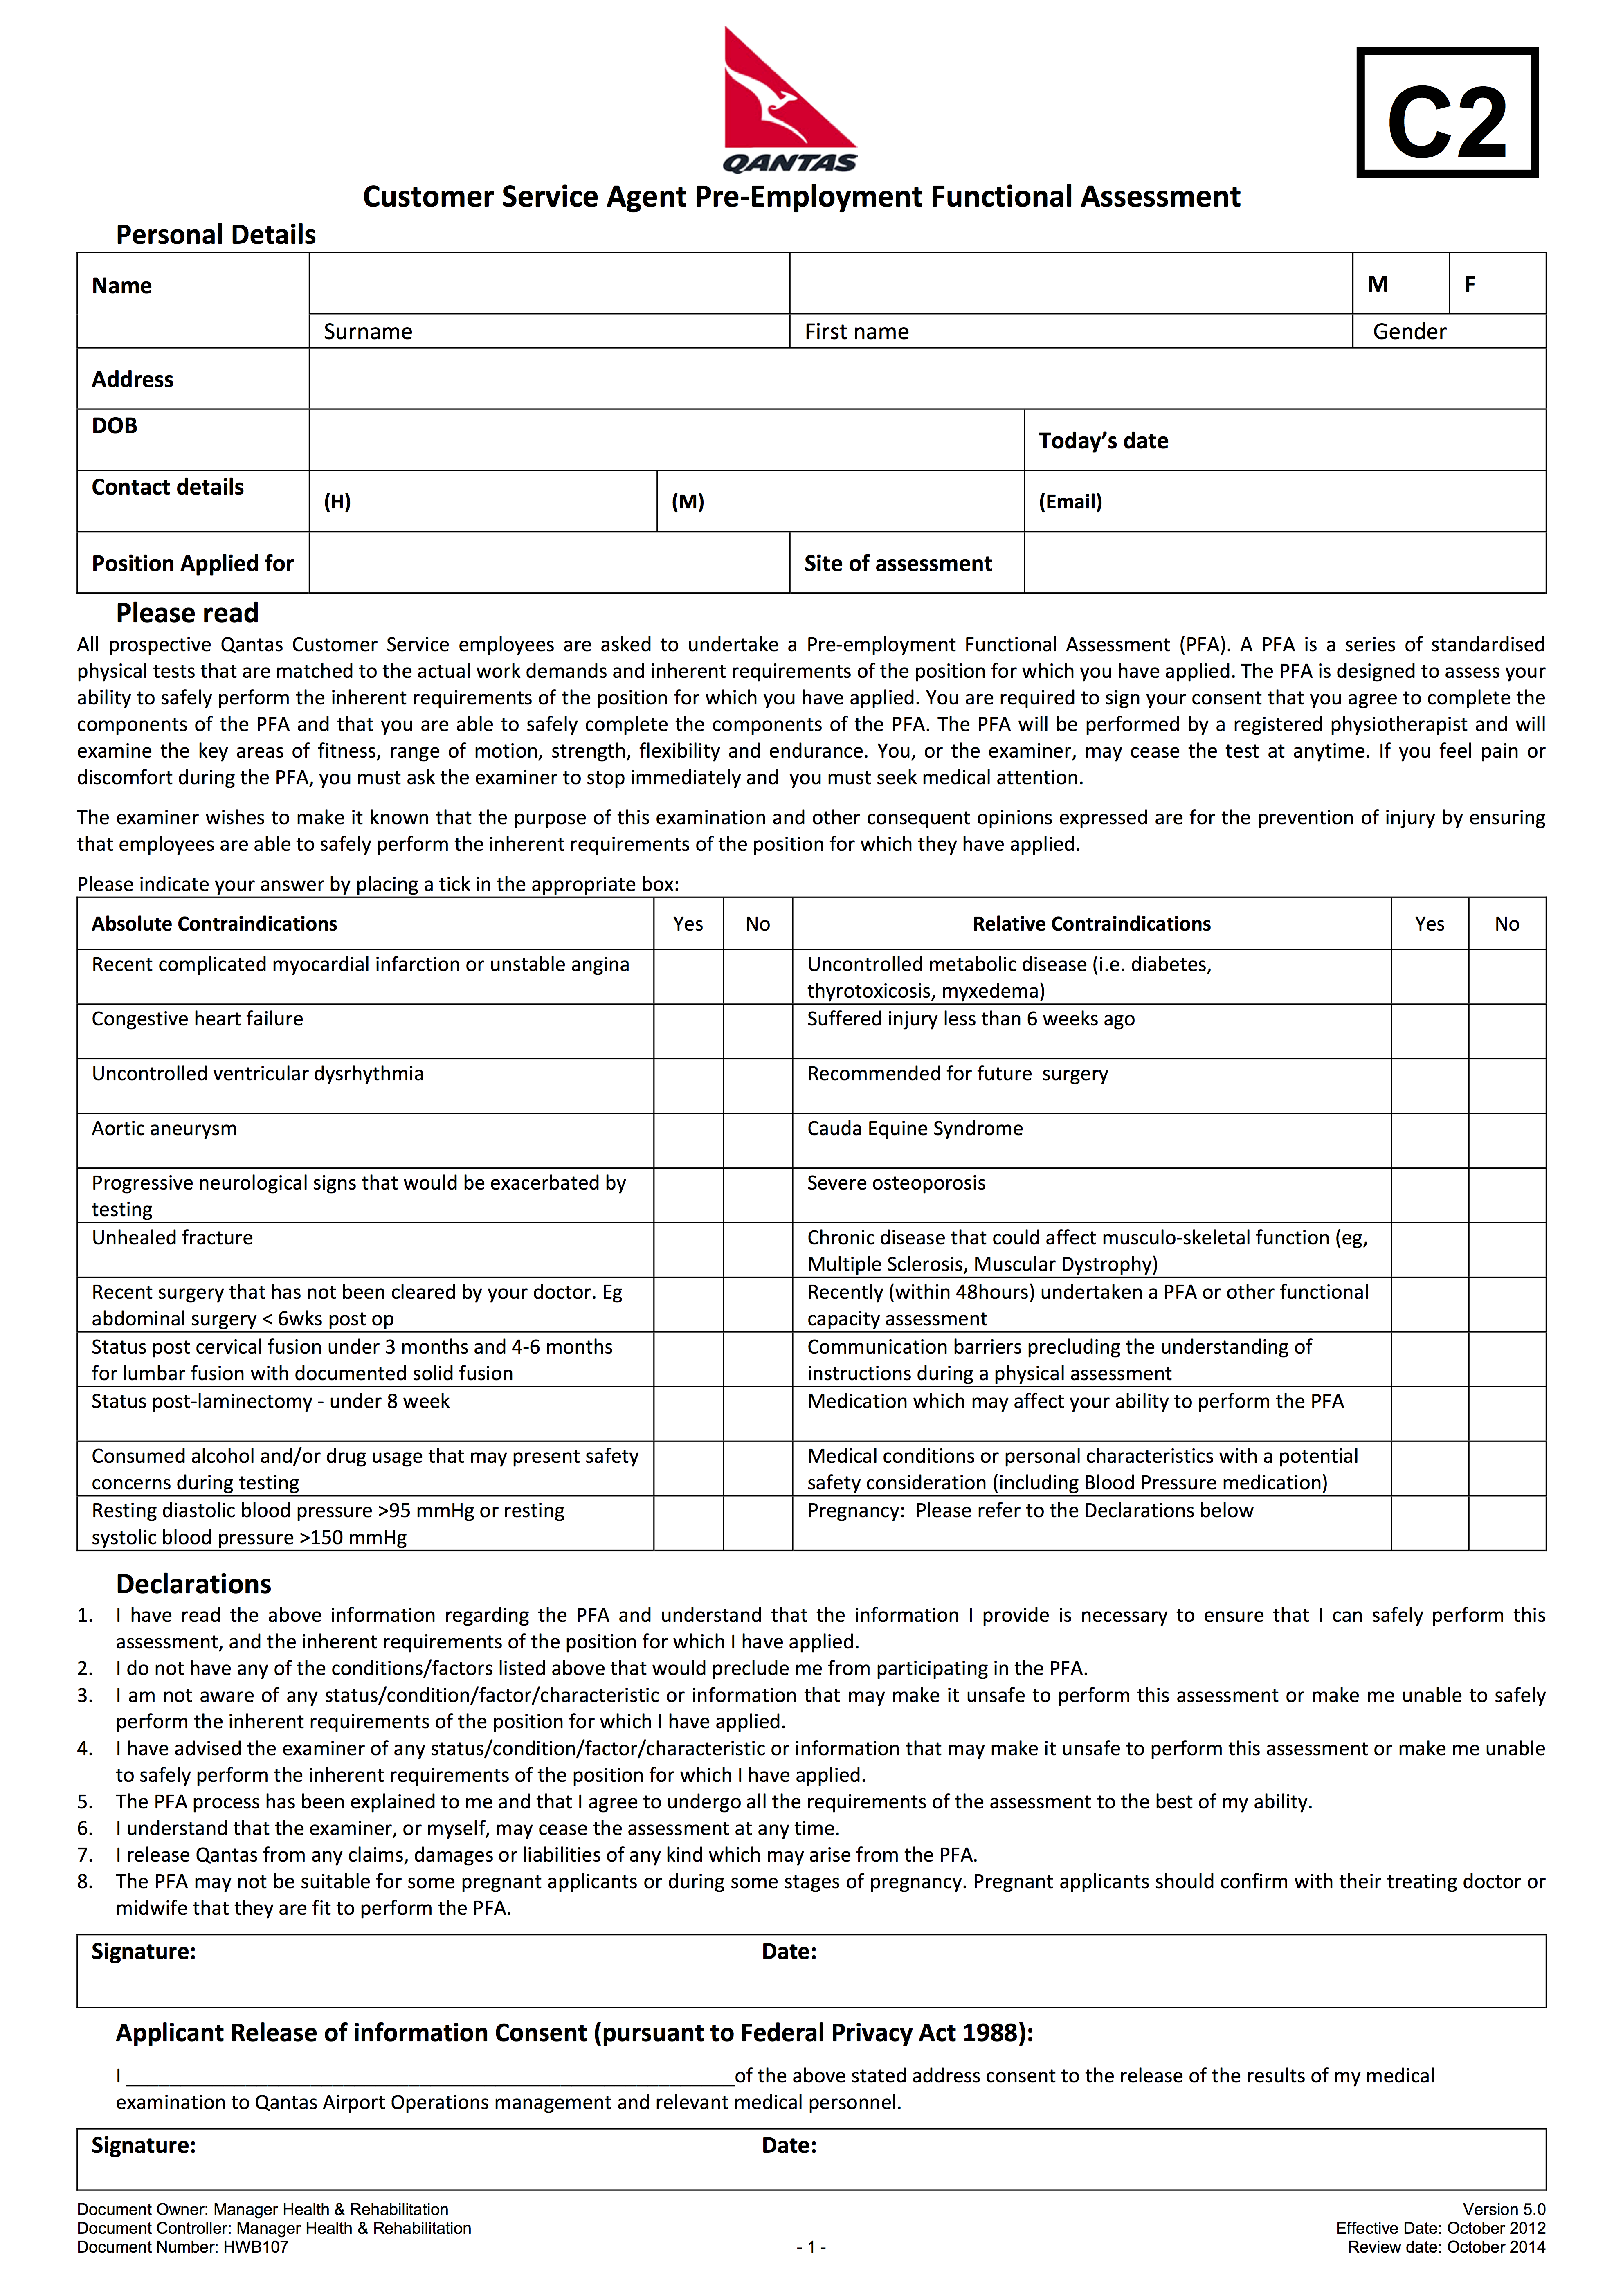 QANTAS
C2
Customer Service Agent Pre-Employment Functional Assessment
Personal Details
Name
M
F
Surname
First name
Gender
Address
DOB
Today’s date
Contact details
(H)
(M)
(Email)
Position Applied for
Site of assessment
Please read
All prospective Qantas Customer Service employees are asked to undertake a Pre-employment Functional Assessment (PFA). A PFA is a series of standardised
physical tests that are matched to the actual work demands and inherent requirements of the position for which you have applied. The PFA is designed to assess your
ability to safely perform the inherent requirements of the position for which you have applied. You are required to sign your consent that you agree to complete the
components of the PFA and that you are able to safely complete the components of the PFA. The PFA will be performed by a registered physiotherapist and will
examine the key areas of fitness, range of motion, strength, flexibility and endurance. You, or the examiner, may cease the test at anytime. If you feel pain or
discomfort during the PFA, you must ask the examiner to stop immediately and  you must seek medical attention.
The examiner wishes to make it known that the purpose of this examination and other consequent opinions expressed are for the prevention of injury by ensuring
that employees are able to safely perform the inherent requirements of the position for which they have applied.
Please indicate your answer by placing a tick in the appropriate box:
Absolute Contraindications
Yes
No
Relative Contraindications
Yes
No
Recent complicated myocardial infarction or unstable angina
Uncontrolled metabolic disease (i.e. diabetes,
thyrotoxicosis, myxedema)
Congestive heart failure
Suffered injury less than 6 weeks ago
Uncontrolled ventricular dysrhythmia
Recommended for future  surgery
Aortic aneurysm
Cauda Equine Syndrome
Progressive neurological signs that would be exacerbated by
testing
Severe osteoporosis
Unhealed fracture
Chronic disease that could affect musculo-skeletal function (eg,
Multiple Sclerosis, Muscular Dystrophy)
Recent surgery that has not been cleared by your doctor. Eg
abdominal surgery < 6wks post op
Recently (within 48hours) undertaken a PFA or other functional
capacity assessment
Status post cervical fusion under 3 months and 4-6 months
for lumbar fusion with documented solid fusion
Communication barriers precluding the understanding of
instructions during a physical assessment
Status post-laminectomy - under 8 week
Medication which may affect your ability to perform the PFA
Consumed alcohol and/or drug usage that may present safety
concerns during testing
Medical conditions or personal characteristics with a potential
safety consideration (including Blood Pressure medication)
Resting diastolic blood pressure >95 mmHg or resting
systolic blood pressure >150 mmHg
Pregnancy:  Please refer to the Declarations below
Declarations
1. I have read the above information regarding the PFA and understand that the information I provide is necessary to ensure that I can safely perform this
assessment, and the inherent requirements of the position for which I have applied.
2. I do not have any of the conditions/factors listed above that would preclude me from participating in the PFA.
3. I am not aware of any status/condition/factor/characteristic or information that may make it unsafe to perform this assessment or make me unable to safely
perform the inherent requirements of the position for which I have applied.
4. I have advised the examiner of any status/condition/factor/characteristic or information that may make it unsafe to perform this assessment or make me unable
to safely perform the inherent requirements of the position for which I have applied.
5. The PFA process has been explained to me and that I agree to undergo all the requirements of the assessment to the best of my ability.
6. I understand that the examiner, or myself, may cease the assessment at any time.
7. I release Qantas from any claims, damages or liabilities of any kind which may arise from the PFA.
8. The PFA may not be suitable for some pregnant applicants or during some stages of pregnancy. Pregnant applicants should confirm with their treating doctor or
midwife that they are fit to perform the PFA.
Signature:
Date:
Applicant Release of information Consent (pursuant to Federal Privacy Act 1988):
I ______________________________________________________of the above stated address consent to the release of the results of my medical
examination to Qantas Airport Operations management and relevant medical personnel.
Signature:
Date:
Document Owner: Manager Health & Rehabilitation
Version 5.0
Document Controller: Manager Health & Rehabilitation
Effective Date: October 2012
Document Number: HWB107
- 1 -
Review date: October 2014